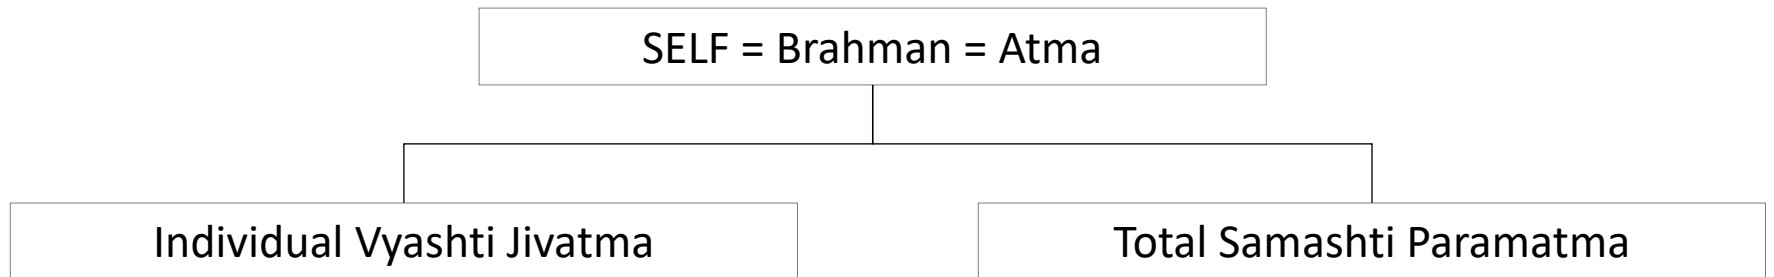 SELF = Brahman = Atma
Individual Vyashti Jivatma
Total Samashti Paramatma